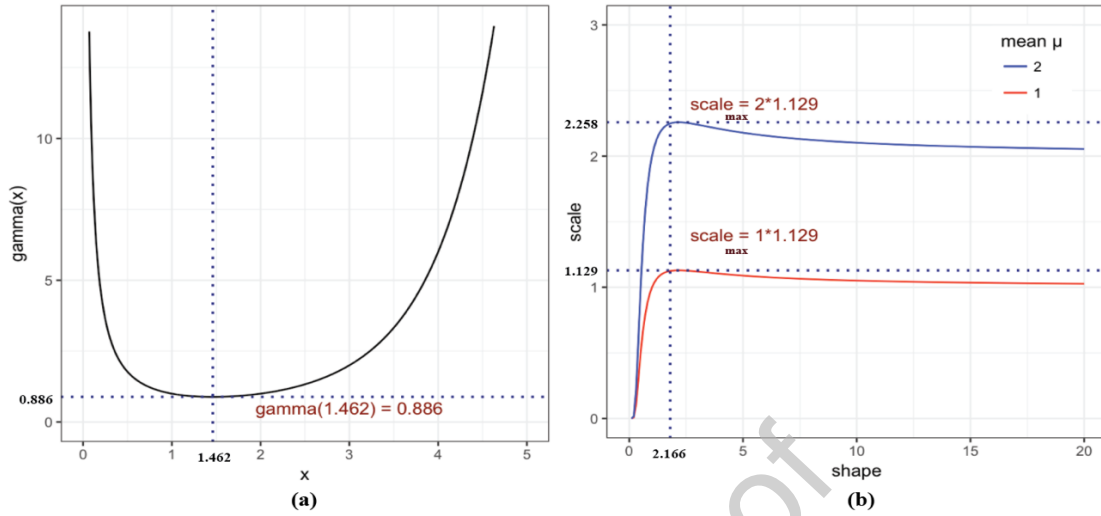 10
5
0
0.886
gamma(x)
gamma(1.462) = 0.886
0
1
2
3
4
5
1.462
x
(a)
3
2.258
2
1.129
1
0
scale
mean μ
2
1
scale = 2*1.129
max
scale = 1*1.129
max
0
5
10
15
20
2.166
shape
(b)
of